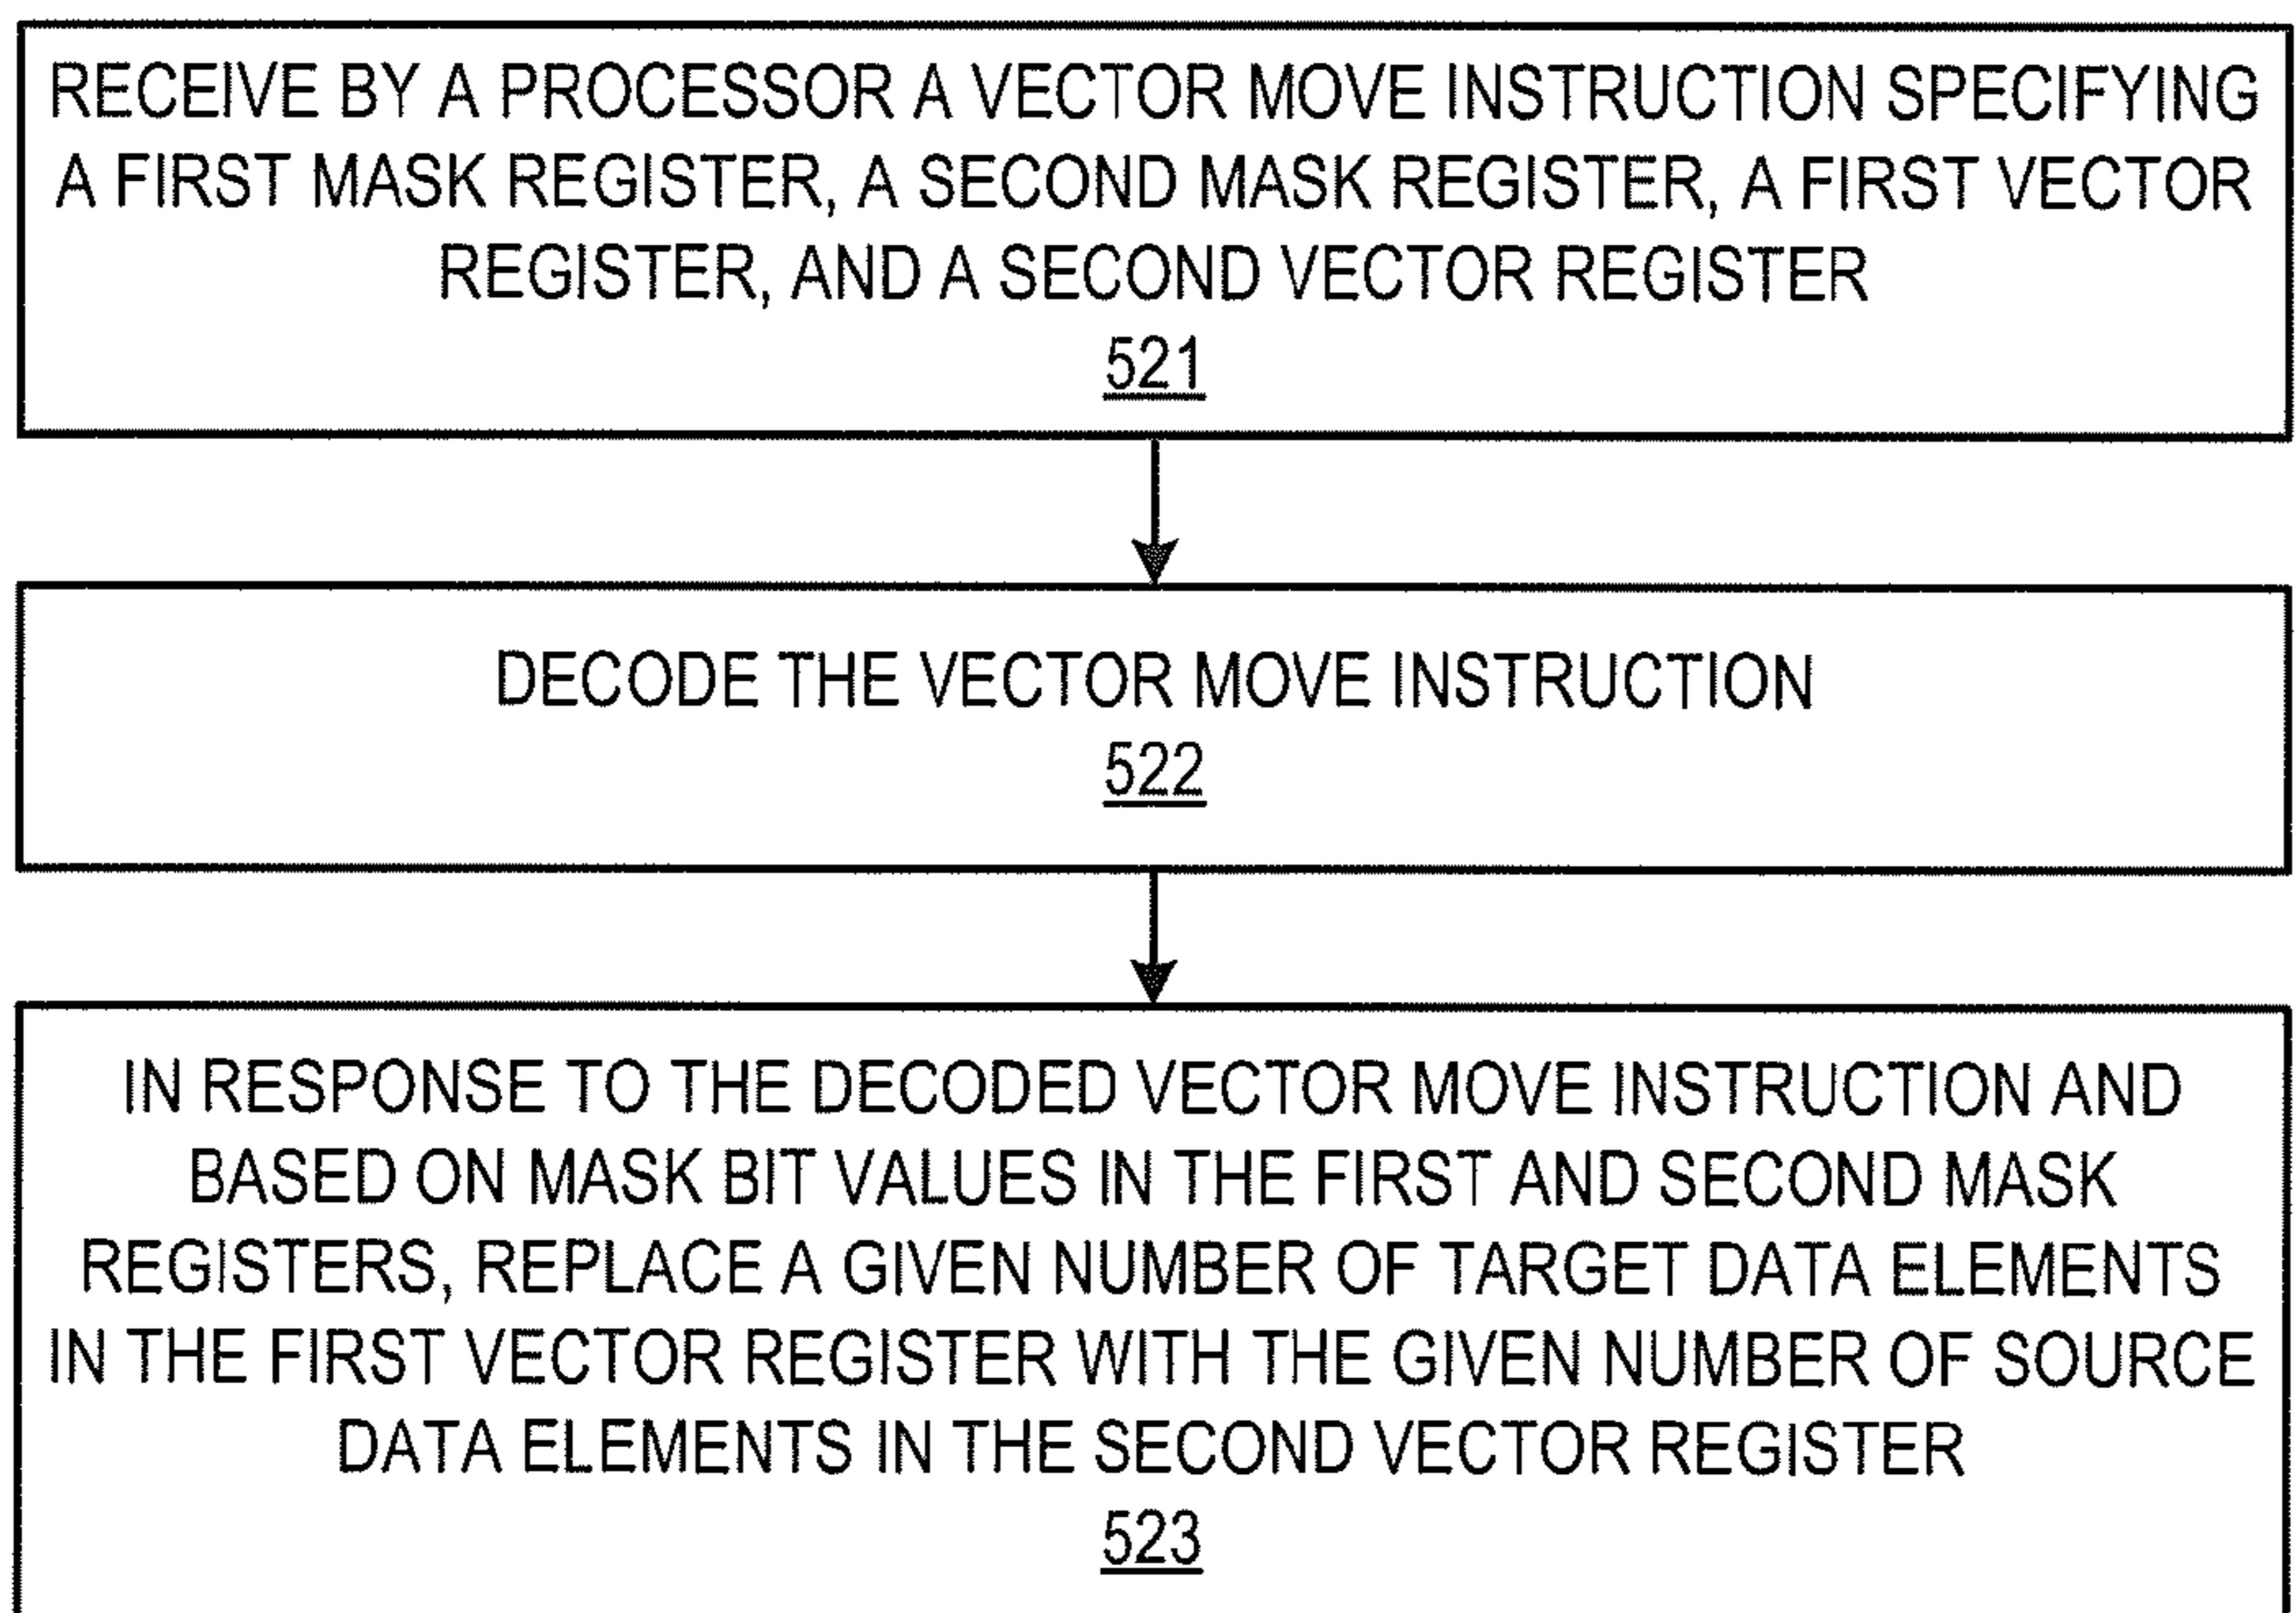 RECEIVE BY A PROCESSOR A VECTOR MOVE INSTRUCTION SPECIFYING
A FIRST MASK REGISTER, A SECOND MASK REGISTER, A FIRST VECTOR
REGISTER, AND A SECOND VECTOR REGISTER
521
DECODE THE VECTOR MOVE INSTRUCTION
522
IN RESPONSE TO THE DECODED VECTOR MOVE INSTRUCTION AND
BASED ON MASK BIT VALUES IN THE FIRST AND SECOND MASK
REGISTERS, REPLACE A GIVEN NUMBER OF TARGET DATA ELEMENTS
IN THE FIRST VECTOR REGISTER WITH THE GIVEN NUMBER OF SOURCE
DATA ELEMENTS IN THE SECOND VECTOR REGISTER
523